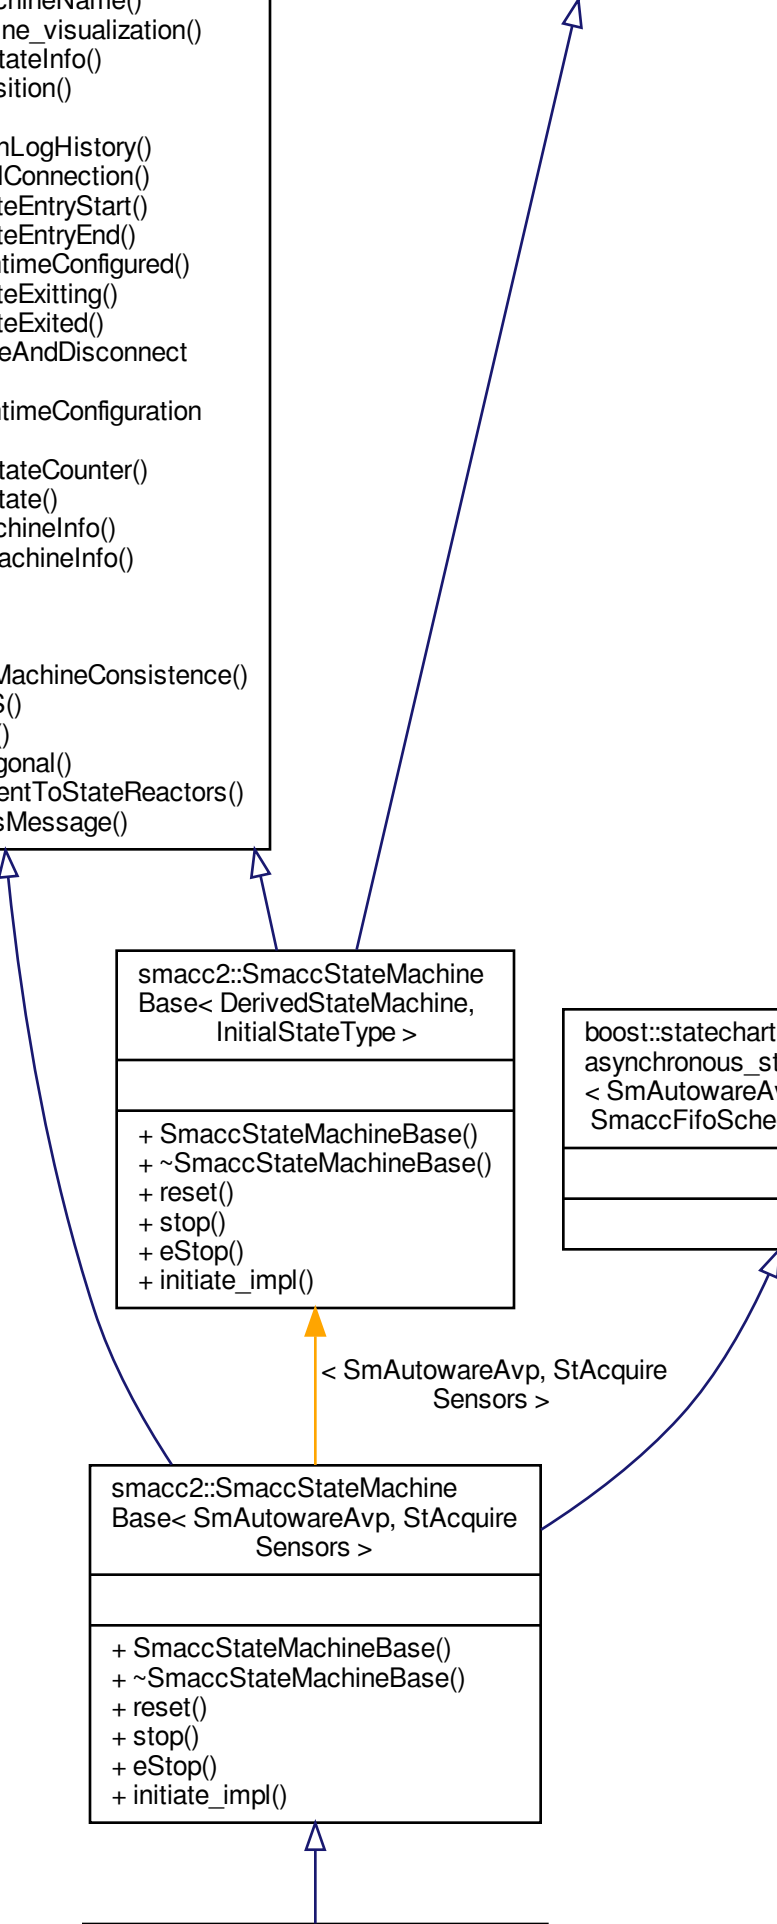 chineName()
ine_visualization()
tateInfo()
sition()
nLogHistory()
lConnection()
teEntryStart()
teEntryEnd()
ntimeConfigured()
teExitting()
teExited()
eAndDisconnect
ntimeConfiguration
tateCounter()
tate()
chineInfo()
achineInfo()
MachineConsistence()
S()
()
gonal()
entToStateReactors()
sMessage()
smacc2::SmaccStateMachine
Base< DerivedStateMachine,
InitialStateType >
+ SmaccStateMachineBase()
+ ~SmaccStateMachineBase()
+ reset()
+ stop()
+ eStop()
+ initiate_impl()
boost::statechart
asynchronous_st
< SmAutowareAv
SmaccFifoSche
< SmAutowareAvp, StAcquire
Sensors >
smacc2::SmaccStateMachine
Base< SmAutowareAvp, StAcquire
Sensors >
+ SmaccStateMachineBase()
+ ~SmaccStateMachineBase()
+ reset()
+ stop()
+ eStop()
+ initiate_impl()